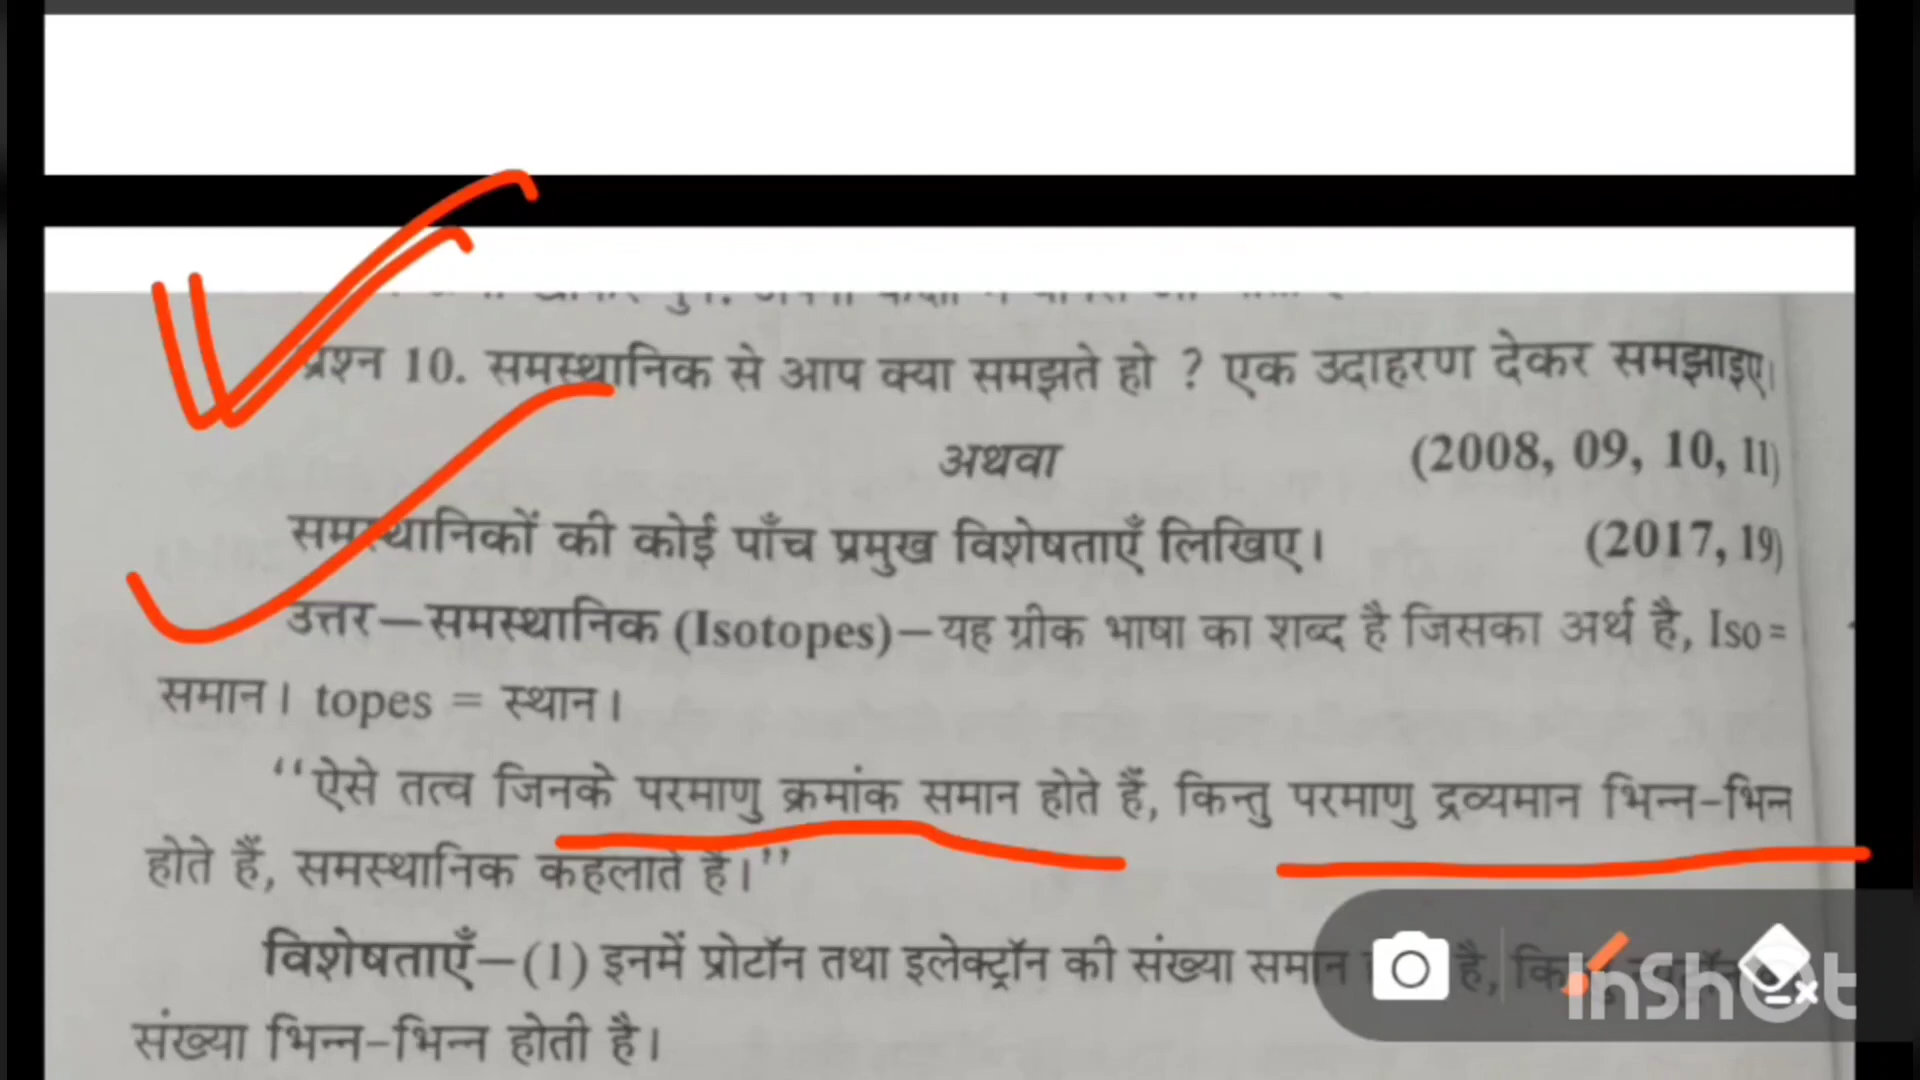 प्रश्न 10. समस्थानिक से आप क्या समझते हो ? एक उदाहरण देकर समझाइए।
अथवा (2008, 09, 10, 11)
समस्थानिकों की कोई पाँच प्रमुख विशेषताएँ लिखिए। (2017, 19)
उत्तर—समस्थानिक (Isotopes)—यह ग्रीक भाषा का शब्द है जिसका अर्थ है, Iso =
समान। topes = स्थान।
‘‘ऐसे तत्व जिनके परमाणु क्रमांक समान होते हैं, किन्तु परमाणु द्रव्यमान भिन्न-भिन्न
होते हैं, समस्थानिक कहलाते हैं।’’
विशेषताएँ—(1) इनमें प्रोटॉन तथा इलेक्ट्रॉन की संख्या समान है,
संख्या भिन्न-भिन्न होती है।
InShOt